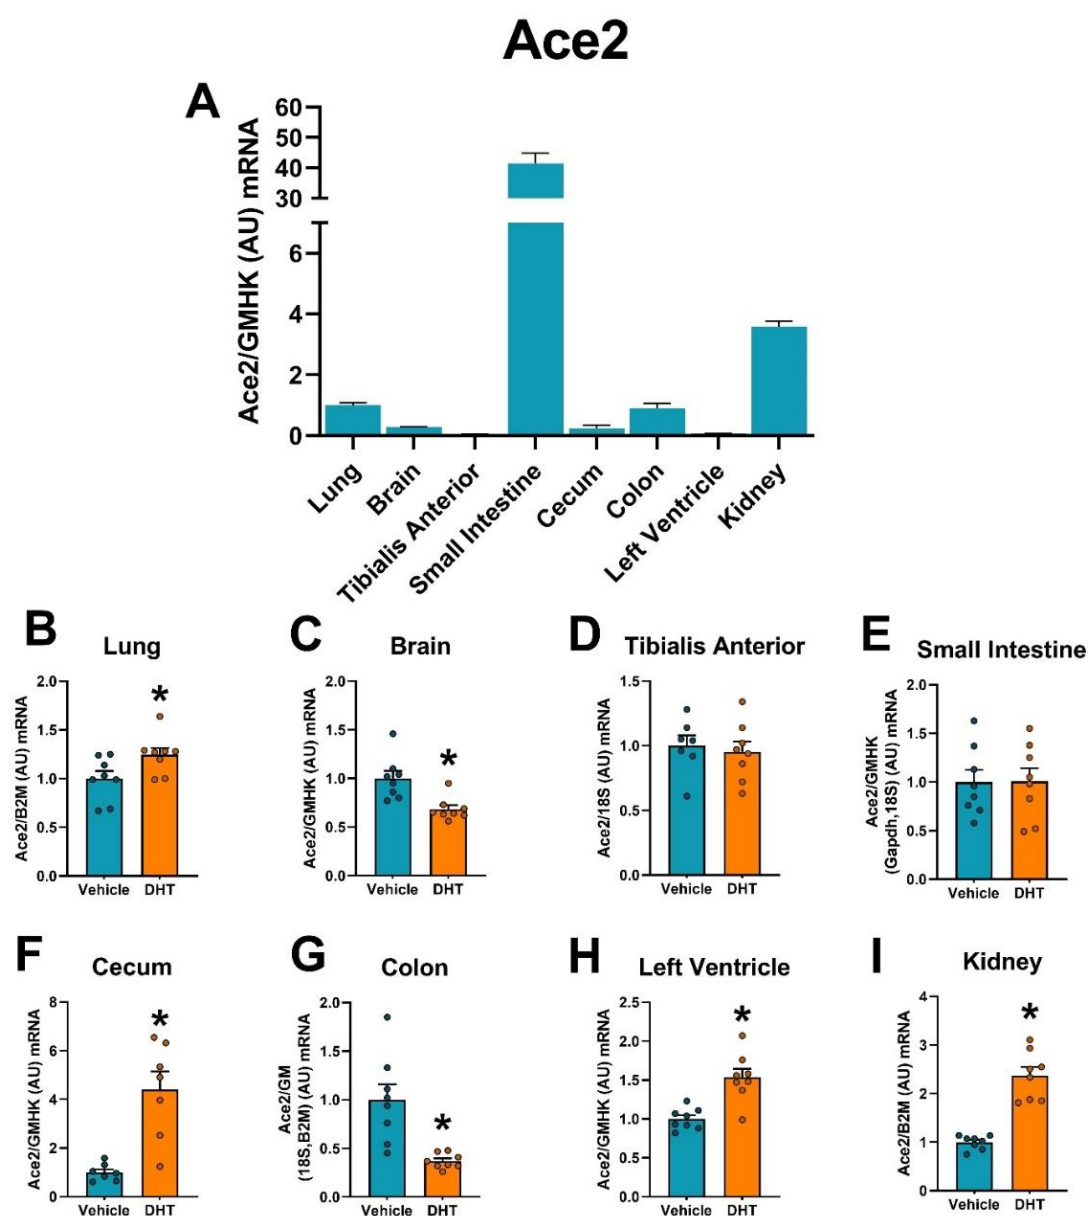 Ace2
A
Ace2/GMHK (AU) mRNA
60
50
40
30
6
4
2
0
Lung
Brain
Tibialis Anterior
Small Intestine
Cecum
Colon
Left Ventricle
Kidney
B
Lung
Ace2/B2M (AU) mRNA
2.0
1.5
1.0
0.5
0.0
*
Vehicle DHT
C
Brain
Ace2/GMHK (AU) mRNA
2.0
1.5
1.0
0.5
0.0
*
Vehicle DHT
D
Tibialis Anterior
Ace2/18S (AU) mRNA
1.5
1.0
0.5
0.0
Vehicle DHT
E
Small Intestine
Ace2/GMHK
(Gapdh,18S) (AU) mRNA
2.0
1.5
1.0
0.5
0.0
Vehicle DHT
F
Cecum
Ace2/GMHK (AU) mRNA
8
6
4
2
0
*
Vehicle DHT
G
Colon
Ace2/GM
(18S,B2M) (AU) mRNA
2.0
1.5
1.0
0.5
0.0
*
Vehicle DHT
H
Left Ventricle
Ace2/GMHK (AU) mRNA
2.5
2.0
1.5
1.0
0.5
0.0
*
Vehicle DHT
I
Kidney
Ace2/B2M (AU) mRNA
4
3
2
1
0
*
Vehicle DHT